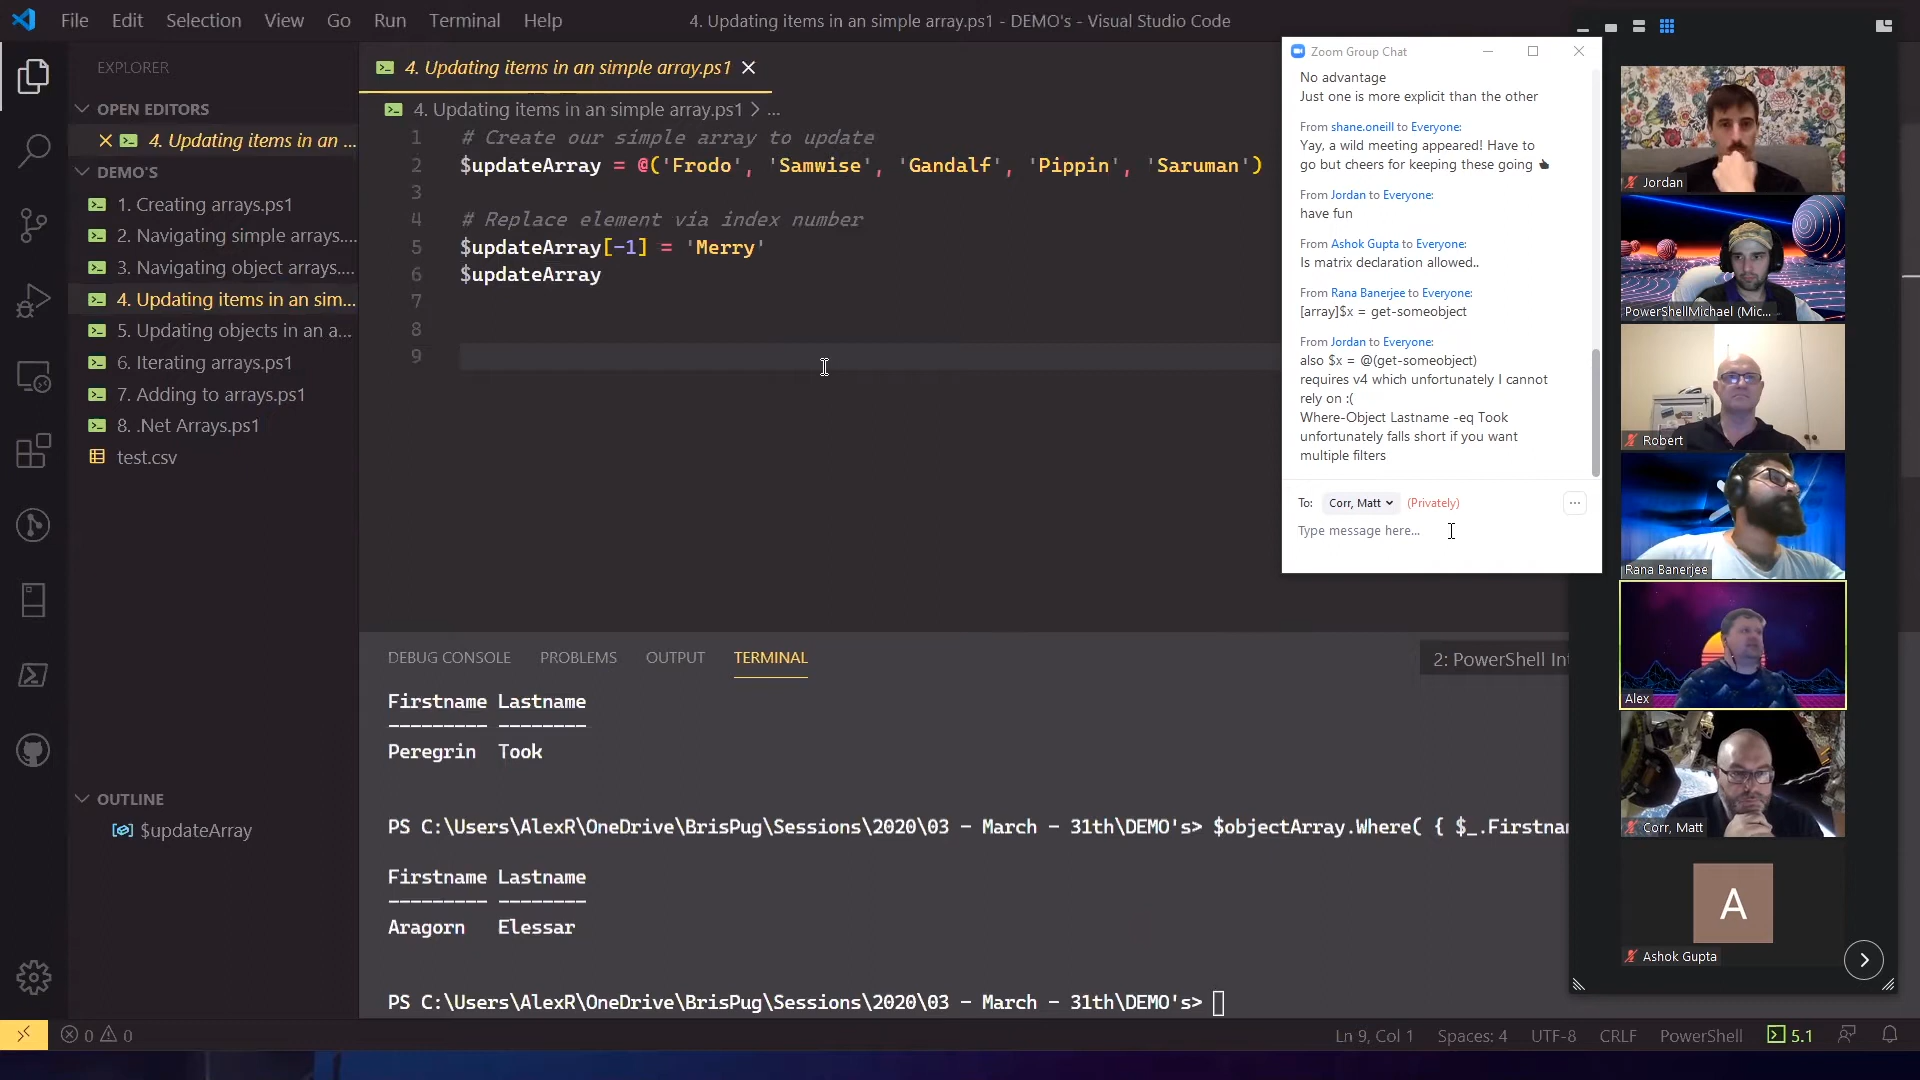 File Edit Selection View Go Run Terminal Help
4. Updating items in an simple array.ps1 - DEMO's - Visual Studio Code
EXPLORER
OPEN EDITORS
4. Updating items in an ...
DEMO'S
1. Creating arrays.ps1
2. Navigating simple arrays....
3. Navigating object arrays....
4. Updating items in an sim...
5. Updating objects in an a...
6. Iterating arrays.ps1
7. Adding to arrays.ps1
8. .Net Arrays.ps1
test.csv
OUTLINE
$updateArray
4. Updating items in an simple array.ps1
4. Updating items in an simple array.ps1 > ...
1 # Create our simple array to update
2 $updateArray = @('Frodo', 'Samwise', 'Gandalf', 'Pippin', 'Saruman')
3
4 # Replace element via index number
5 $updateArray[-1] = 'Merry'
6 $updateArray
7
8
9
DEBUG CONSOLE PROBLEMS OUTPUT TERMINAL
2: PowerShell Int
Firstname Lastname
--------- --------
Peregrin Took
PS C:\Users\AlexR\OneDrive\BrisPug\Sessions\2020\03 - March - 31th\DEMO's> $objectArray.Where( { $_.Firstna
Firstname Lastname
--------- --------
Aragorn Elessar
PS C:\Users\AlexR\OneDrive\BrisPug\Sessions\2020\03 - March - 31th\DEMO's>
Zoom Group Chat
No advantage
Just one is more explicit than the other
From shane.oneill to Everyone:
Yay, a wild meeting appeared! Have to
go but cheers for keeping these going
From Jordan to Everyone:
have fun
From Ashok Gupta to Everyone:
Is matrix declaration allowed..
From Rana Banerjee to Everyone:
[array]$x = get-someobject
From Jordan to Everyone:
also $x = @(get-someobject)
requires v4 which unfortunately I cannot
rely on :(
Where-Object Lastname -eq Took
unfortunately falls short if you want
multiple filters
To: Corr, Matt (Privately)
Type message here...
Jordan
PowerShellMichael (Mic...
Robert
Rana Banerjee
Alex
Corr, Matt
A
Ashok Gupta
0 0
Ln 9, Col 1 Spaces: 4 UTF-8 CRLF PowerShell 5.1